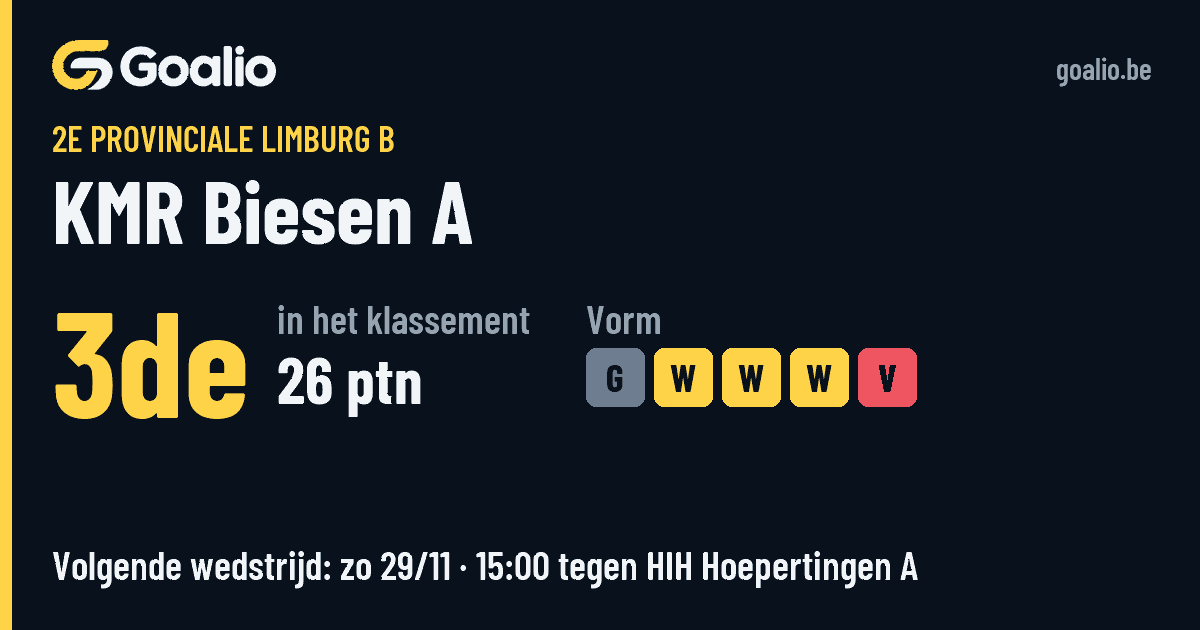 Goalio
goalio.be
2E PROVINCIALE LIMBURG B
KMR Biesen A
3de
in het klassement
26 ptn
Vorm
G W W W V
Volgende wedstrijd: zo 29/11 · 15:00 tegen HIH Hoepertingen A